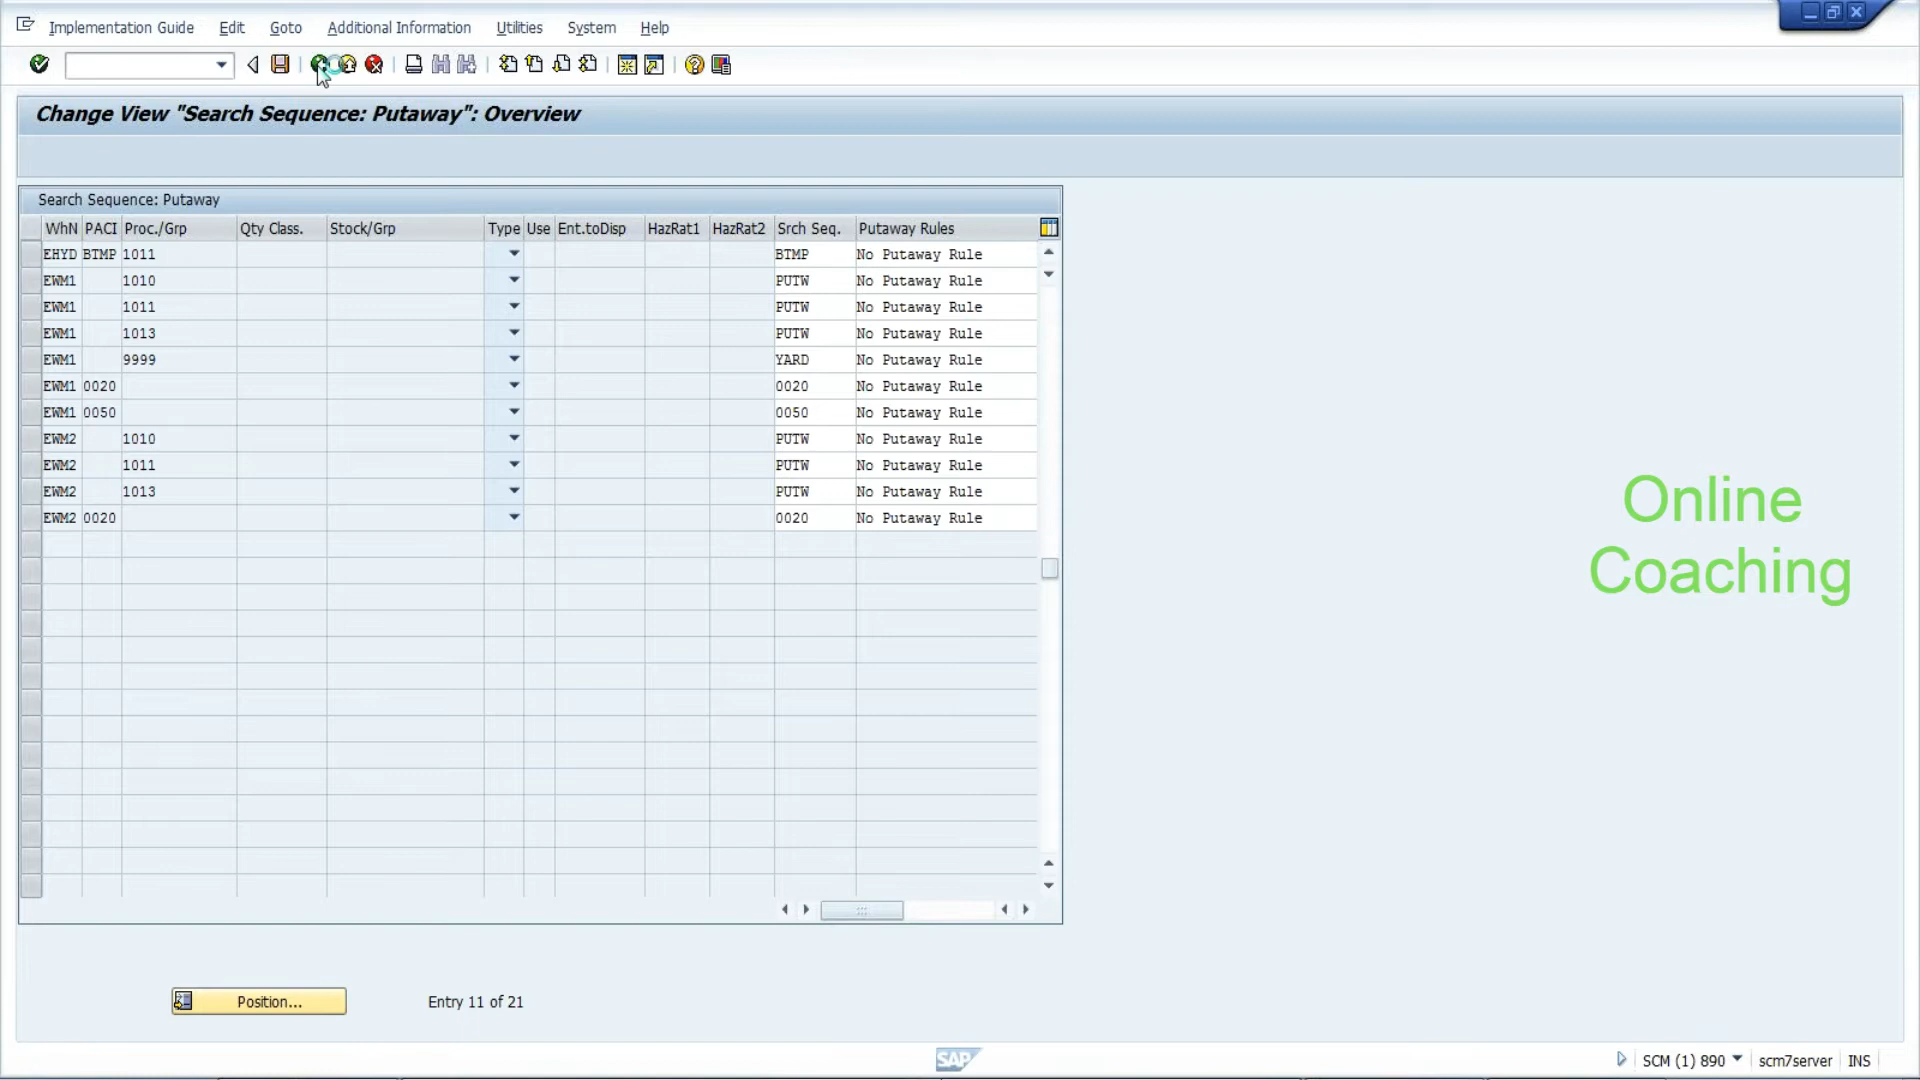 Implementation Guide Edit Goto Additional Information Utilities System Help
Change View "Search Sequence: Putaway": Overview
Search Sequence: Putaway
WhN PACI Proc./Grp Qty Class. Stock/Grp Type Use Ent.toDisp HazRat1 HazRat2 Srch Seq. Putaway Rules
EHYD BTMP 1011 BTMP No Putaway Rule
EWM1 1010 PUTW No Putaway Rule
EWM1 1011 PUTW No Putaway Rule
EWM1 1013 PUTW No Putaway Rule
EWM1 9999 YARD No Putaway Rule
EWM1 0020 0020 No Putaway Rule
EWM1 0050 0050 No Putaway Rule
EWM2 1010 PUTW No Putaway Rule
EWM2 1011 PUTW No Putaway Rule
EWM2 1013 PUTW No Putaway Rule
EWM2 0020 0020 No Putaway Rule
Online
Coaching
Position... Entry 11 of 21
SAP SCM (1) 890 scm7server INS